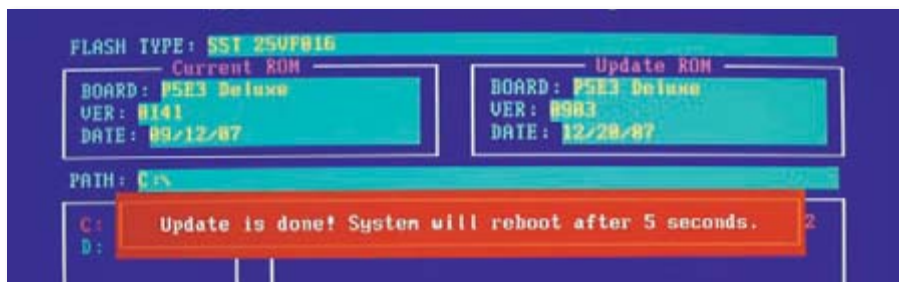 FLASH TYPE: SST 25VF016
Current ROM
BOARD: P5E3 Deluxe
VER: 0141
DATE: 09/12/07
Update ROM
BOARD: P5E3 Deluxe
VER: 0903
DATE: 12/20/07
PATH: C:\
C:
D:
Update is done! System will reboot after 5 seconds.
2